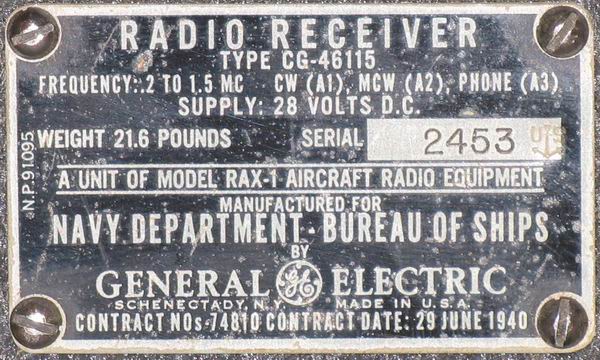 RADIO RECEIVER
TYPE CG-46115
FREQUENCY: .2 TO 1.5 MC CW (A1), MCW (A2), PHONE (A3)
SUPPLY: 28 VOLTS D.C.
WEIGHT 21.6 POUNDS SERIAL 2453
A UNIT OF MODEL RAX-1 AIRCRAFT RADIO EQUIPMENT
MANUFACTURED FOR
NAVY DEPARTMENT - BUREAU OF SHIPS
BY
GENERAL GE ELECTRIC
SCHENECTADY, N.Y. MADE IN U.S.A.
CONTRACT NOS. 74810 CONTRACT DATE: 29 JUNE 1940
N.P. 911095